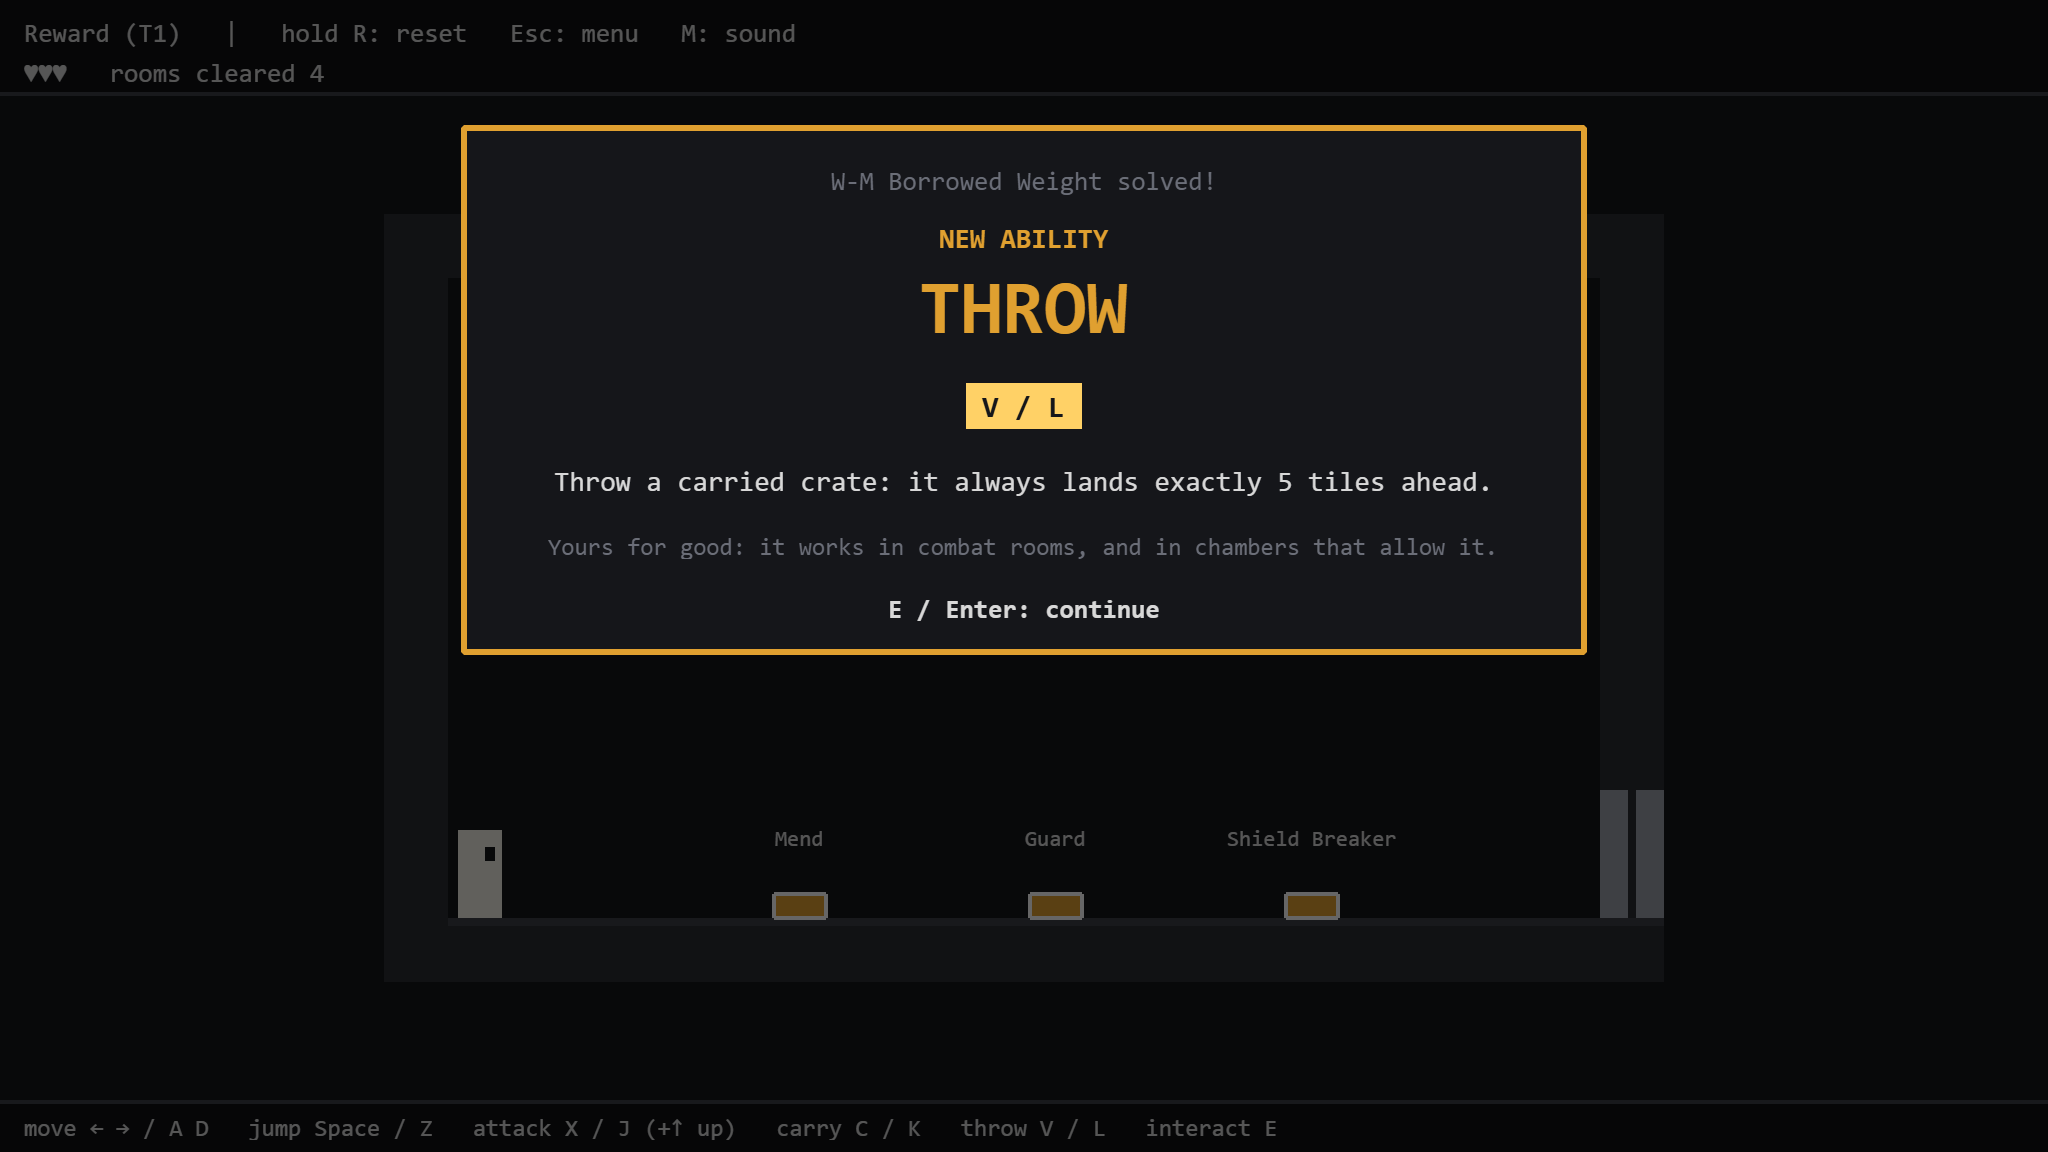 Reward (T1) | hold R: reset Esc: menu M: sound
♥♥♥ rooms cleared 4
W-M Borrowed Weight solved!
NEW ABILITY
THROW
V / L
Throw a carried crate: it always lands exactly 5 tiles ahead.
Yours for good: it works in combat rooms, and in chambers that allow it.
E / Enter: continue
Mend Guard Shield Breaker
move ← → / A D jump Space / Z attack X / J (+↑ up) carry C / K throw V / L interact E